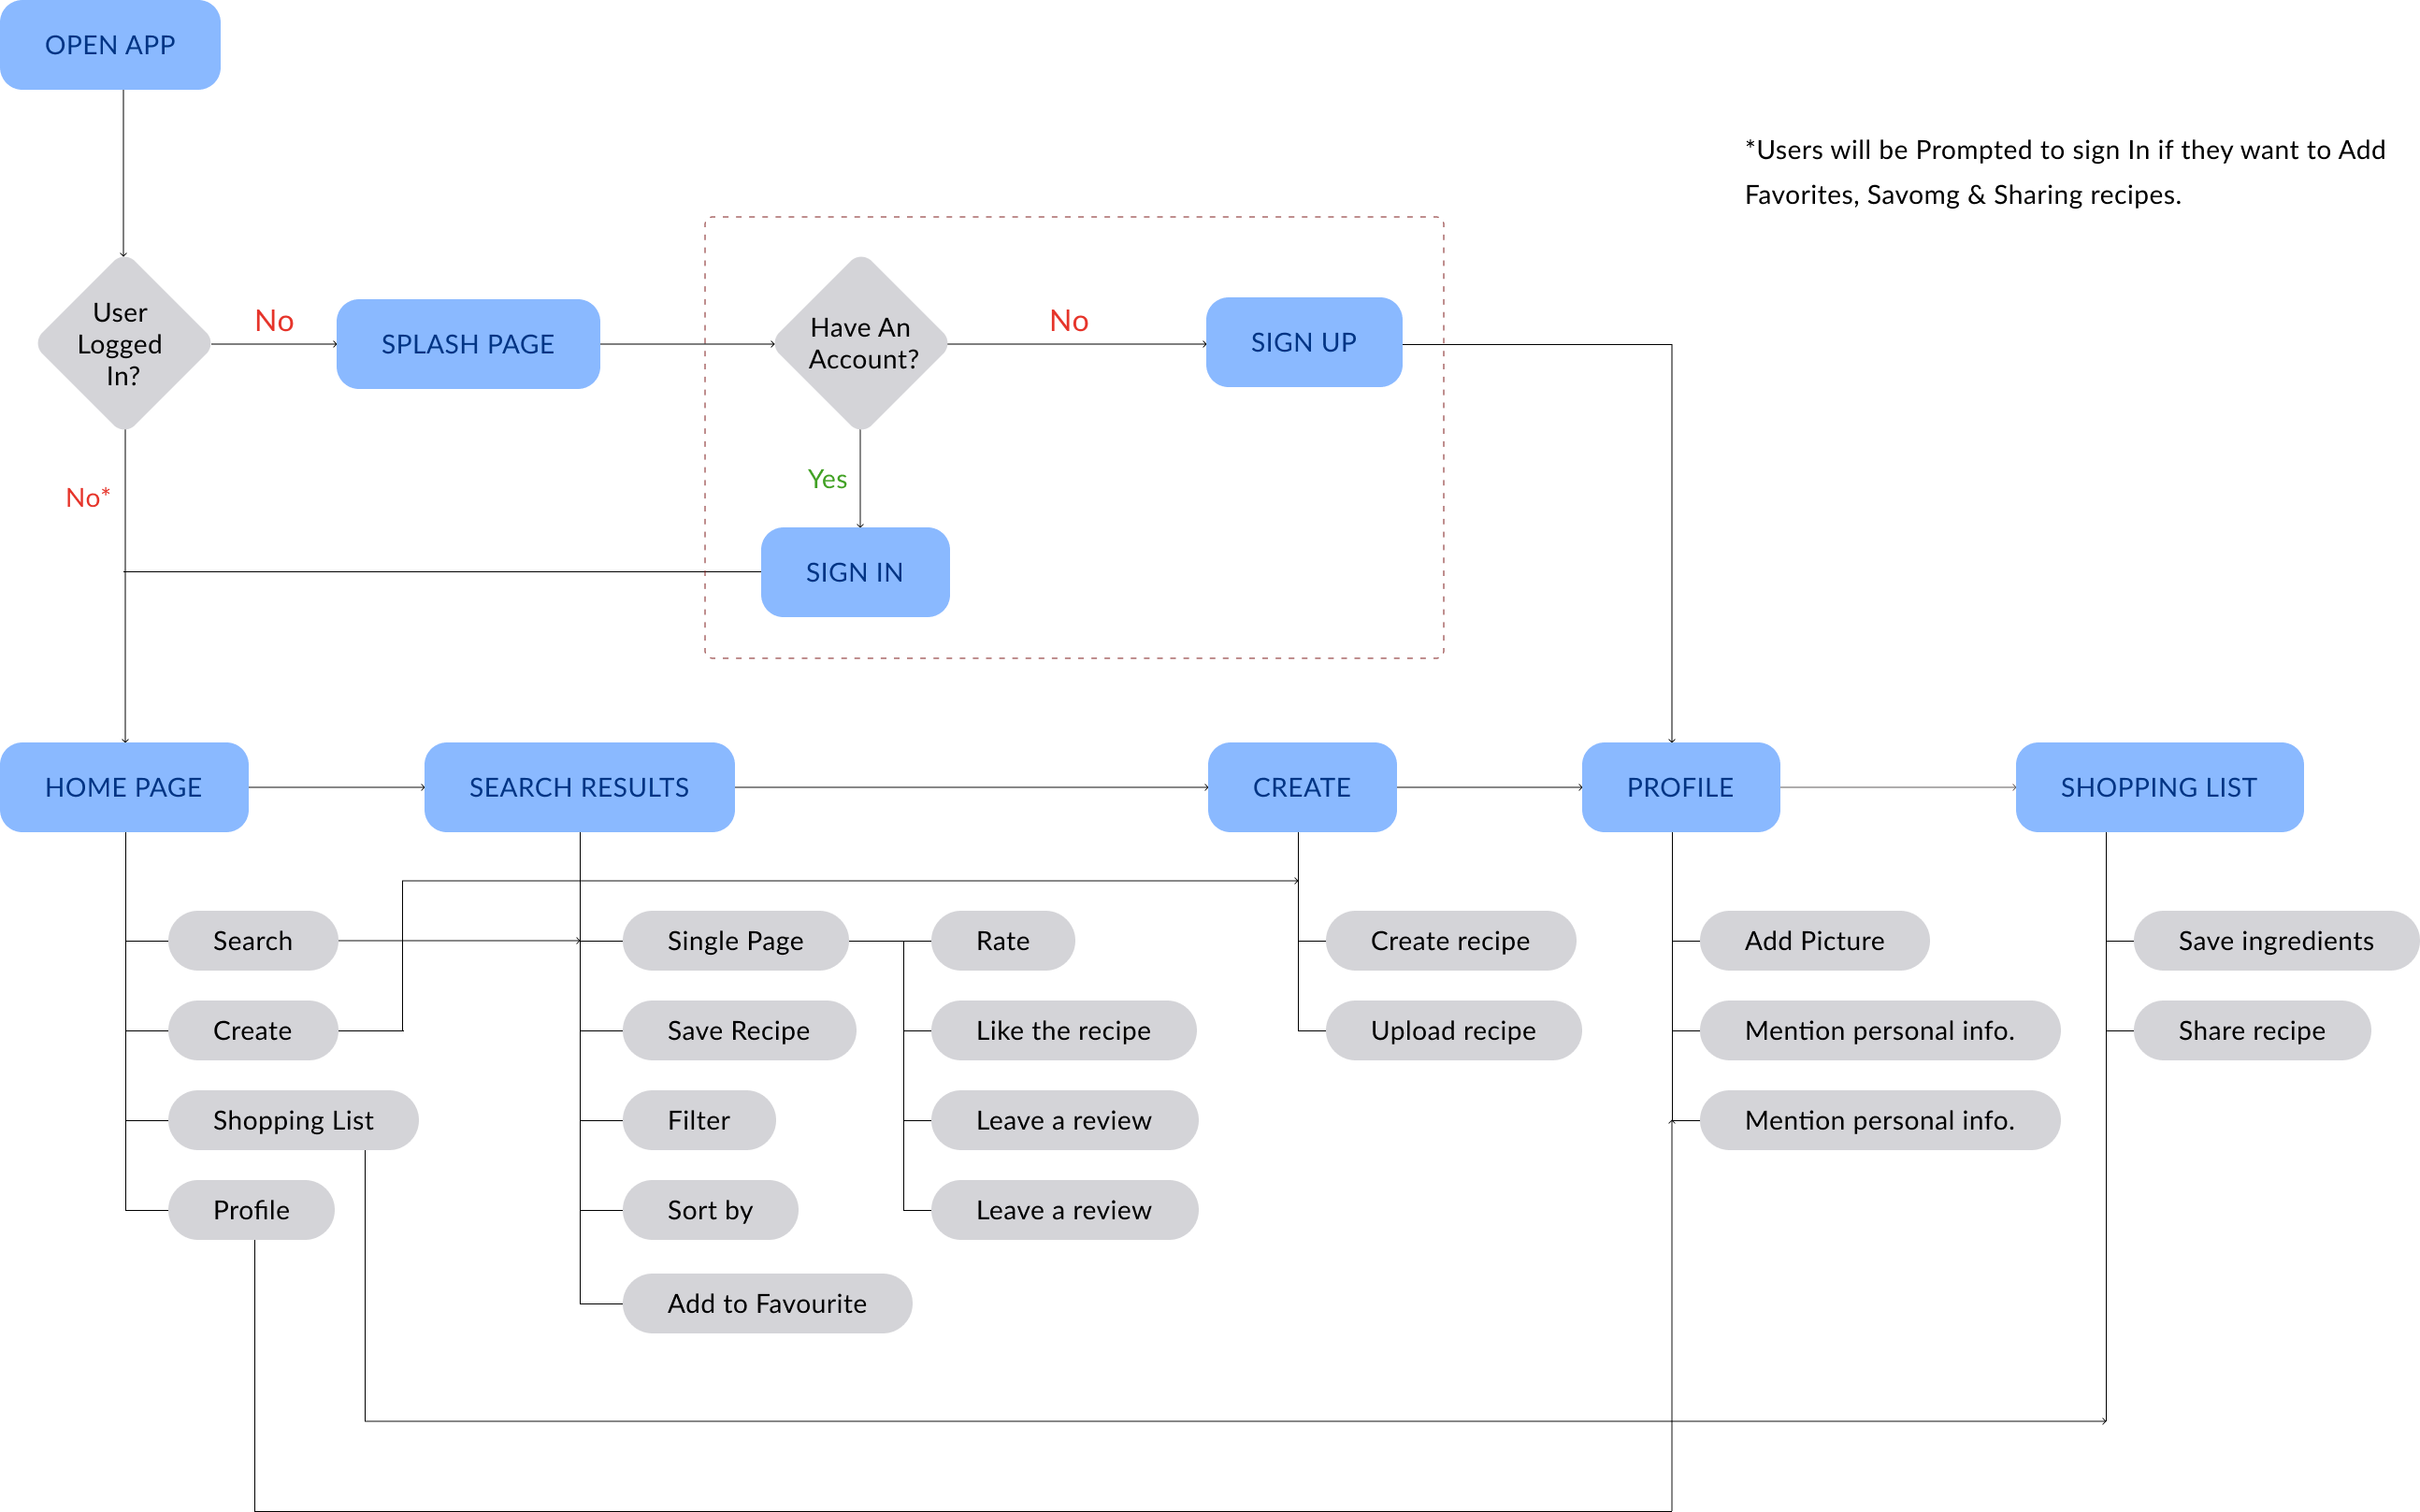 OPEN APP
*Users will be Prompted to sign In if they want to Add
Favorites, Savomg & Sharing recipes.
User
Logged
In?
No
SPLASH PAGE
Have An
Account?
No
SIGN UP
No*
Yes
SIGN IN
HOME PAGE
SEARCH RESULTS
CREATE
PROFILE
SHOPPING LIST
Search
Create
Shopping List
Profile
Single Page
Save Recipe
Filter
Sort by
Add to Favourite
Rate
Like the recipe
Leave a review
Leave a review
Create recipe
Upload recipe
Add Picture
Mention personal info.
Mention personal info.
Save ingredients
Share recipe